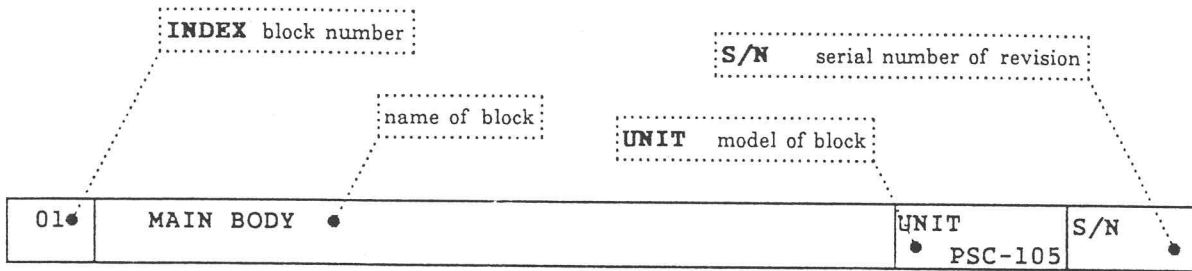 INDEX block number
S/N serial number of revision
name of block
UNIT model of block
01 MAIN BODY UNIT S/N
PSC-105